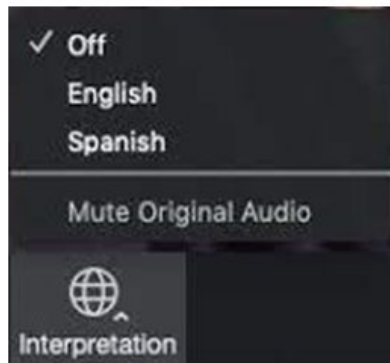 Off
English
Spanish
Mute Original Audio
Interpretation